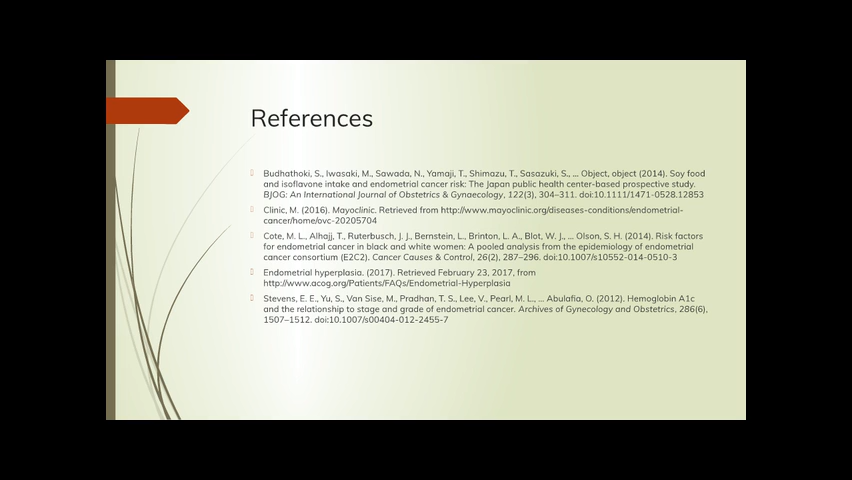 References
Budhathoki, S., Iwasaki, M., Sawada, N., Yamaji, T., Shimazu, T., Sasazuki, S., ... Object, object (2014). Soy food
and isoflavone intake and endometrial cancer risk: The Japan public health center-based prospective study.
BJOG: An International Journal of Obstetrics & Gynaecology, 122(3), 304–311. doi:10.1111/1471-0528.12853
Clinic, M. (2016). Mayoclinic. Retrieved from http://www.mayoclinic.org/diseases-conditions/endometrial-
cancer/home/ovc-20205704
Cote, M. L., Alhajj, T., Ruterbusch, J. J., Bernstein, L., Brinton, L. A., Blot, W. J., ... Olson, S. H. (2014). Risk factors
for endometrial cancer in black and white women: A pooled analysis from the epidemiology of endometrial
cancer consortium (E2C2). Cancer Causes & Control, 26(2), 287–296. doi:10.1007/s10552-014-0510-3
Endometrial hyperplasia. (2017). Retrieved February 23, 2017, from
http://www.acog.org/Patients/FAQs/Endometrial-Hyperplasia
Stevens, E. E., Yu, S., Van Sise, M., Pradhan, T. S., Lee, V., Pearl, M. L., ... Abulafia, O. (2012). Hemoglobin A1c
and the relationship to stage and grade of endometrial cancer. Archives of Gynecology and Obstetrics, 286(6),
1507–1512. doi:10.1007/s00404-012-2455-7